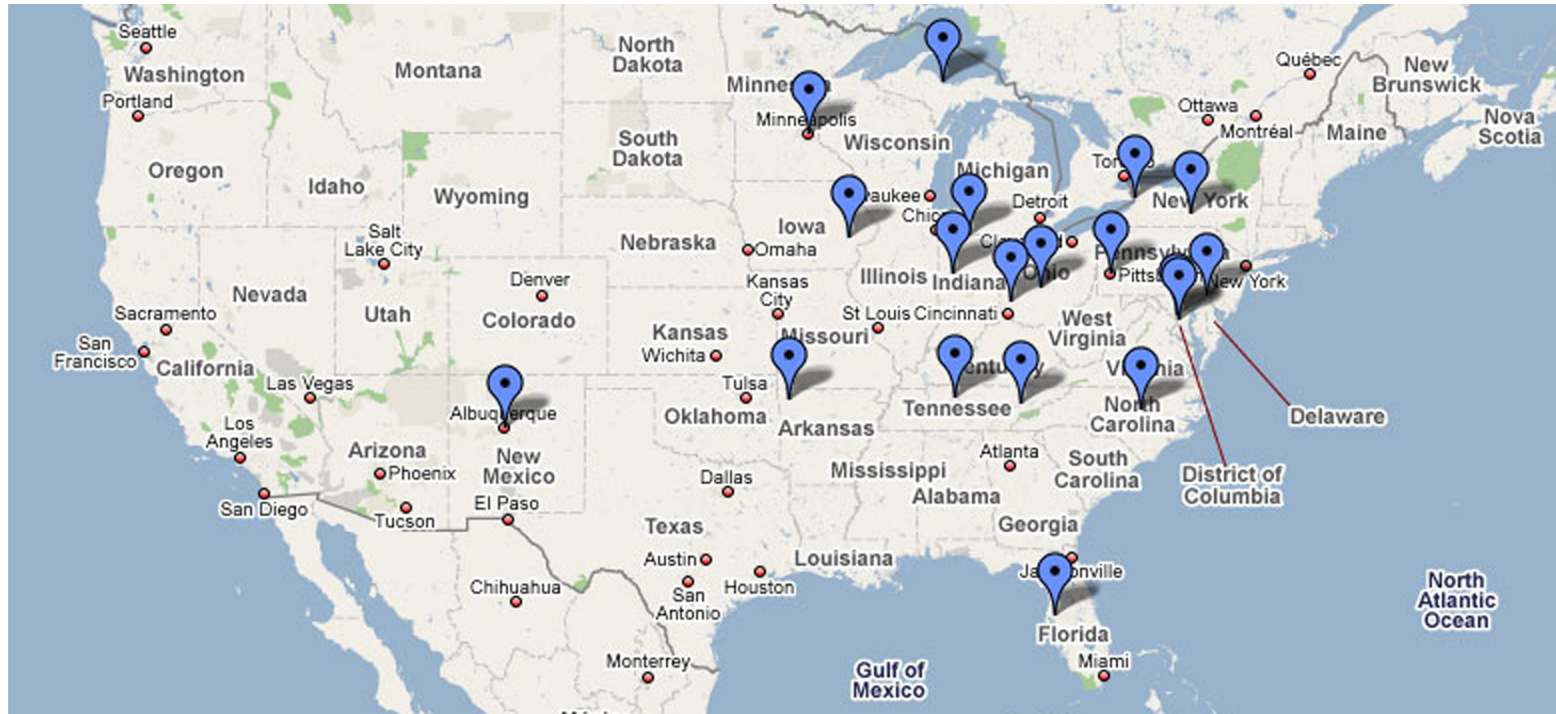 Seattle
Washington
Portland
Montana
North
Dakota
Québec
New
Brunswick
Ottawa
Montréal
Maine
Nova
Scotia
Minneapolis
Wisconsin
South
Dakota
Oregon
Idaho
Wyoming
Michigan
New York
Detroit
Iowa
Nebraska
Omaha
Salt
Lake City
Denver
Colorado
Nevada
Utah
Sacramento
San
Francisco
California
Las Vegas
Illinois
Indiana
Ohio
New York
Kansas
City
St Louis
Cincinnati
Missouri
Kansas
Wichita
West
Virginia
Tulsa
Oklahoma
Arkansas
Tennessee
North
Carolina
Delaware
District of
Columbia
Albuquerque
Los
Angeles
Arizona
Phoenix
New
Mexico
San Diego
Tucson
El Paso
Dallas
Mississippi
Alabama
Atlanta
South
Carolina
Georgia
Texas
Louisiana
Austin
San
Antonio
Houston
Chihuahua
Monterrey
Florida
Miami
Gulf of
Mexico
North
Atlantic
Ocean